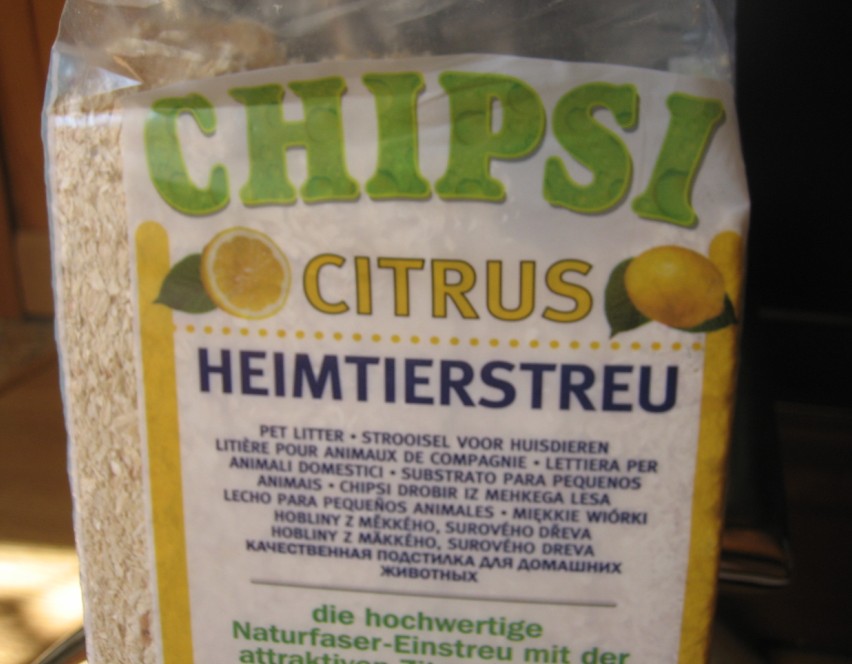 CHIPSI
CITRUS
HEIMTIERSTREU
PET LITTER • STROOISEL VOOR HUISDIEREN
LITIÈRE POUR ANIMAUX DE COMPAGNIE • LETTIERA PER
ANIMALI DOMESTICI • SUBSTRATO PARA PEQUENOS
ANIMAIS • CHIPSI DROBIR IZ MEHKEGA LESA
LECHO PARA PEQUEÑOS ANIMALES • MIĘKKIE WIÓRKI
HOBLINY Z MĚKKÉHO, SUROVÉHO DŘEVA
HOBLINY Z MÄKKÉHO, SUROVÉHO DREVA
КАЧЕСТВЕННАЯ ПОДСТИЛКА ДЛЯ ДОМАШНИХ
ЖИВОТНЫХ
die hochwertige
Naturfaser-Einstreu mit der
attraktiven